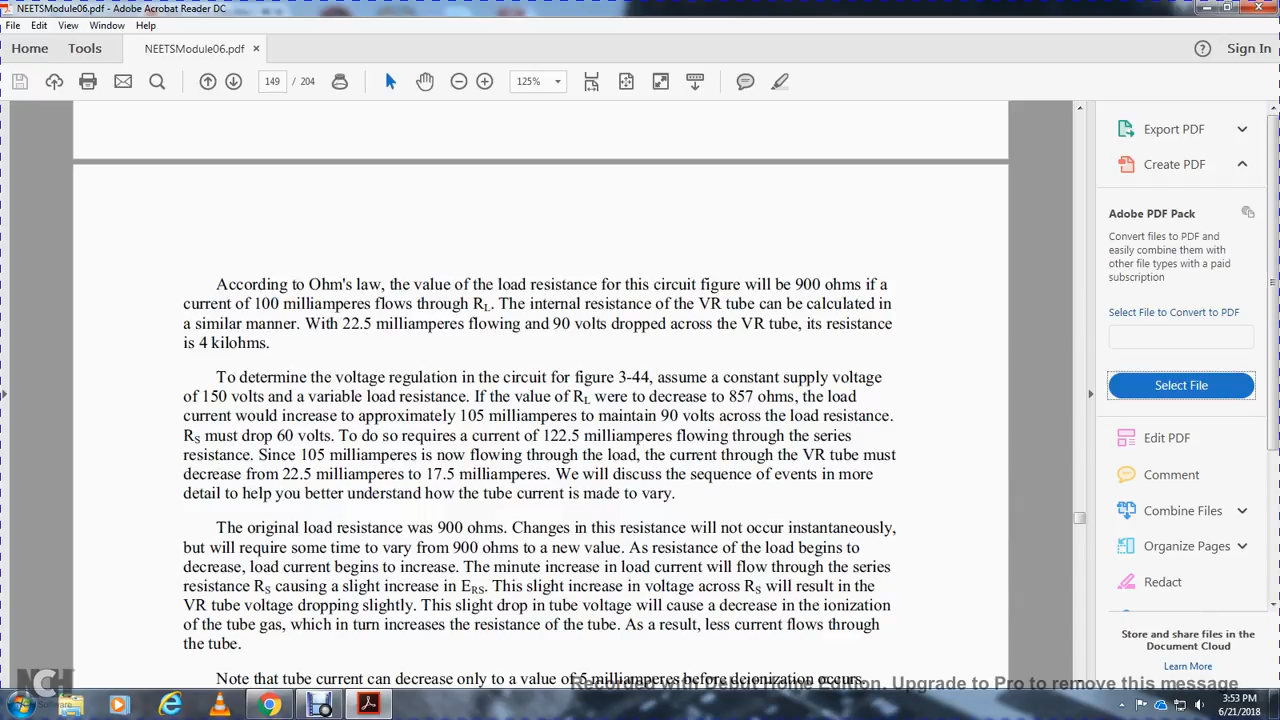 NEETSModule06.pdf - Adobe Acrobat Reader DC
File Edit View Window Help
Home Tools NEETSModule06.pdf × Sign In
149 / 204 125%
According to Ohm's law, the value of the load resistance for this circuit figure will be 900 ohms if a
current of 100 milliamperes flows through RL. The internal resistance of the VR tube can be calculated in
a similar manner. With 22.5 milliamperes flowing and 90 volts dropped across the VR tube, its resistance
is 4 kilohms.
To determine the voltage regulation in the circuit for figure 3-44, assume a constant supply voltage
of 150 volts and a variable load resistance. If the value of RL were to decrease to 857 ohms, the load
current would increase to approximately 105 milliamperes to maintain 90 volts across the load resistance.
RS must drop 60 volts. To do so requires a current of 122.5 milliamperes flowing through the series
resistance. Since 105 milliamperes is now flowing through the load, the current through the VR tube must
decrease from 22.5 milliamperes to 17.5 milliamperes. We will discuss the sequence of events in more
detail to help you better understand how the tube current is made to vary.
The original load resistance was 900 ohms. Changes in this resistance will not occur instantaneously,
but will require some time to vary from 900 ohms to a new value. As resistance of the load begins to
decrease, load current begins to increase. The minute increase in load current will flow through the series
resistance RS causing a slight increase in ERS. This slight increase in voltage across RS will result in the
VR tube voltage dropping slightly. This slight drop in tube voltage will cause a decrease in the ionization
of the tube gas, which in turn increases the resistance of the tube. As a result, less current flows through
the tube.
Note that tube current can decrease only to a value of 5 milliamperes before deionization occurs.
Export PDF
Create PDF
Adobe PDF Pack
Convert files to PDF and
easily combine them with
other file types with a paid
subscription
Select File to Convert to PDF
Select File
Edit PDF
Comment
Combine Files
Organize Pages
Redact
Store and share files in the
Document Cloud
Learn More
NCH
Software
Recorded with Debut Home Edition. Upgrade to Pro to remove this message
3:53 PM
6/21/2018